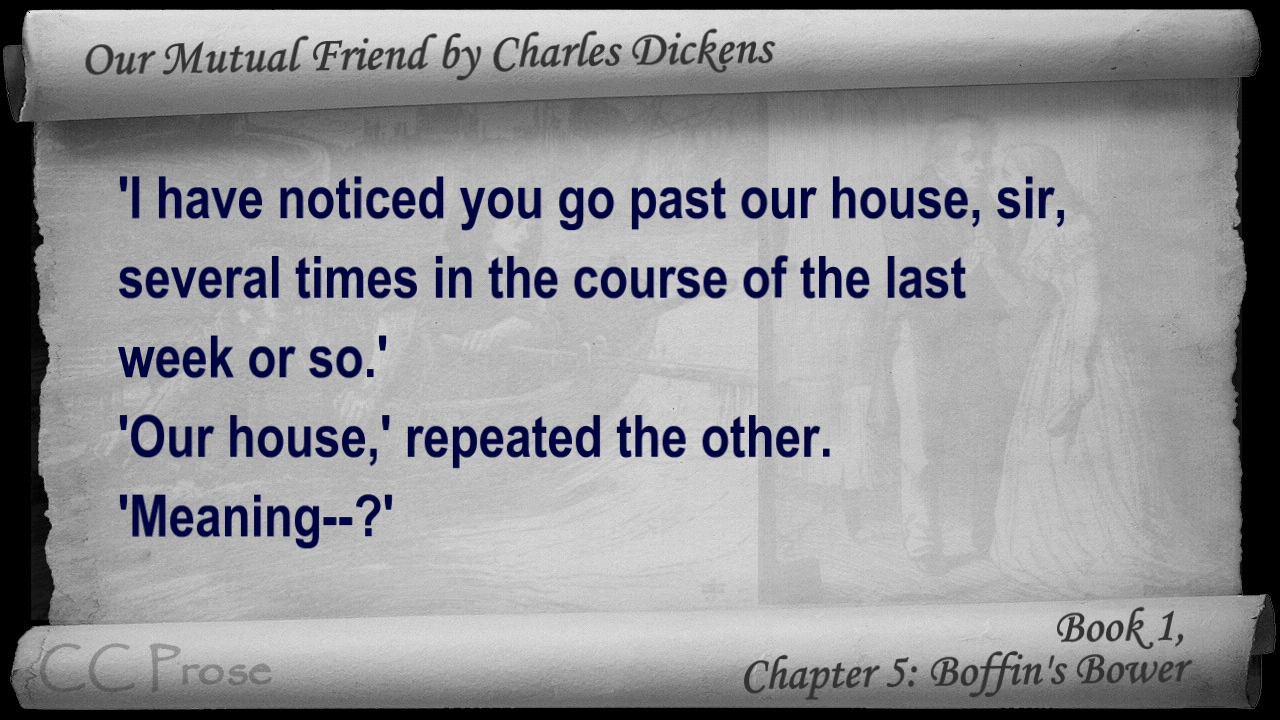 Our Mutual Friend by Charles Dickens
'I have noticed you go past our house, sir,
several times in the course of the last
week or so.'
'Our house,' repeated the other.
'Meaning--?'
Book 1,
Chapter 5: Boffin's Bower
CC Prose